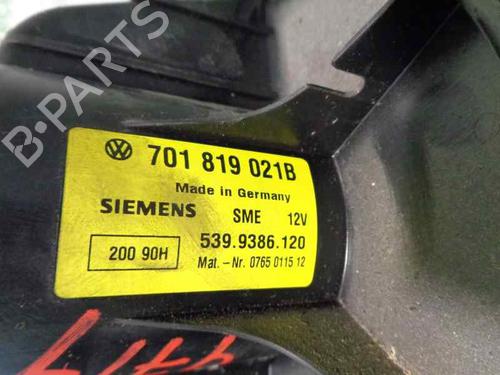 B-PARTS
701 819 021B
Made in Germany
SIEMENS SME 12V
539.9386.120
200 90H
Mat. - Nr. 0765 0115 12